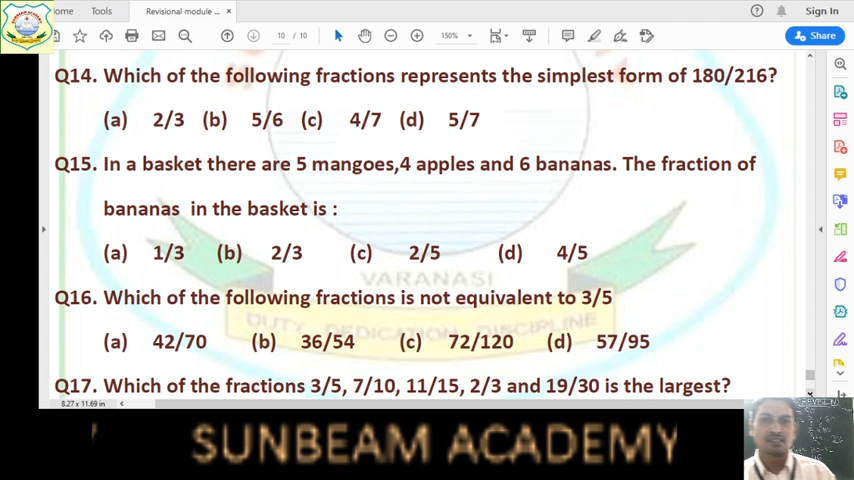 Home Tools Revisional module ... × Sign In
10 / 10 150% Share
Q14. Which of the following fractions represents the simplest form of 180/216?
(a) 2/3 (b) 5/6 (c) 4/7 (d) 5/7
Q15. In a basket there are 5 mangoes,4 apples and 6 bananas. The fraction of
bananas in the basket is :
(a) 1/3 (b) 2/3 (c) 2/5 (d) 4/5
VARANASI
Q16. Which of the following fractions is not equivalent to 3/5
DUTY DEDICATION DISCIPLINE
(a) 42/70 (b) 36/54 (c) 72/120 (d) 57/95
Q17. Which of the fractions 3/5, 7/10, 11/15, 2/3 and 19/30 is the largest?
8.27 x 11.69 in
SUNBEAM ACADEMY